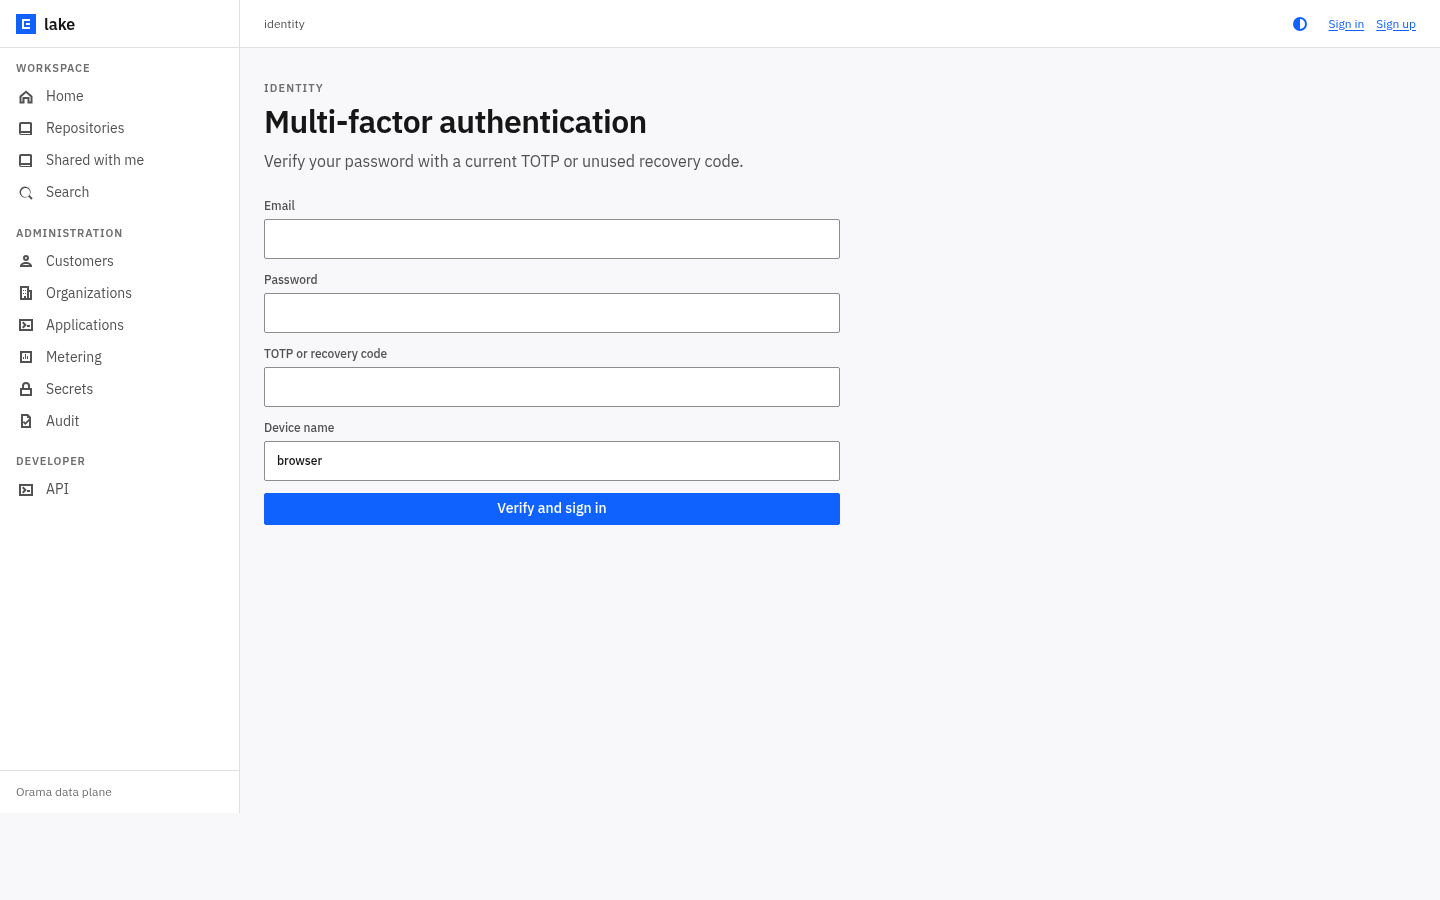 lake
identity
Sign in
Sign up
WORKSPACE
Home
Repositories
Shared with me
Search
ADMINISTRATION
Customers
Organizations
Applications
Metering
Secrets
Audit
DEVELOPER
API
Orama data plane
IDENTITY
Multi-factor authentication
Verify your password with a current TOTP or unused recovery code.
Email
Password
TOTP or recovery code
Device name
browser
Verify and sign in